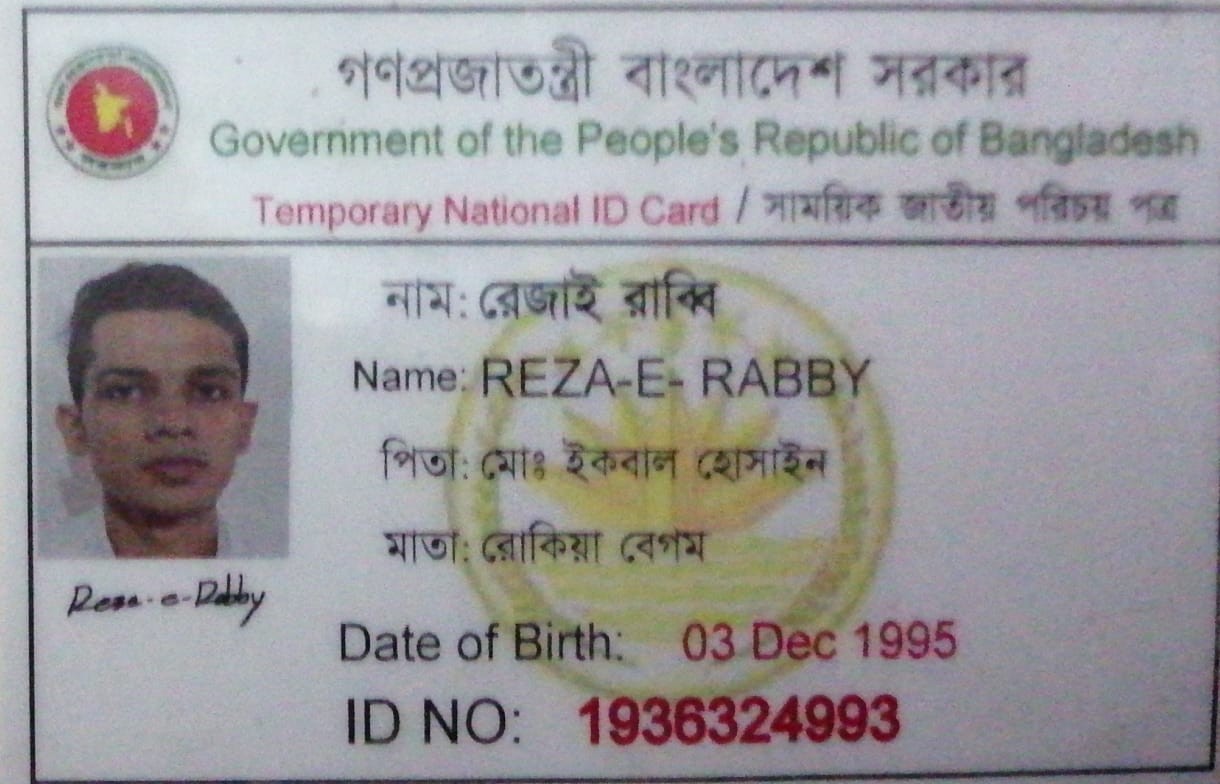 গণপ্রজাতন্ত্রী বাংলাদেশ সরকার
Government of the People's Republic of Bangladesh
Temporary National ID Card / সাময়িক জাতীয় পরিচয় পত্র
নাম: রেজাই রাব্বি
Name: REZA-E- RABBY
পিতা: মোঃ ইকবাল হোসাইন
মাতা: রোকিয়া বেগম
Reza-e-Rabby
Date of Birth: 03 Dec 1995
ID NO: 1936324993